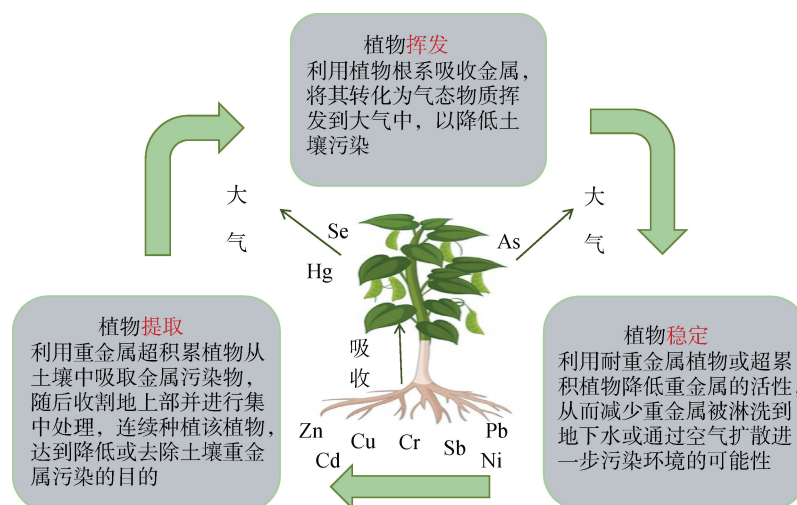 植物挥发
利用植物根系吸收金属，
将其转化为气态物质挥
发到大气中，以降低土
壤污染
大
气
Se
Hg
As
大
气
植物提取
利用重金属超积累植物从
土壤中吸取金属污染物，
随后收割地上部并进行集
中处理，连续种植该植物，
达到降低或去除土壤重金
属污染的目的
吸
收
Zn
Cd
Cu
Cr
Sb
Pb
Ni
植物稳定
利用耐重金属植物或超累
积植物降低重金属的活性，
从而减少重金属被淋洗到
地下水或通过空气扩散进
一步污染环境的可能性